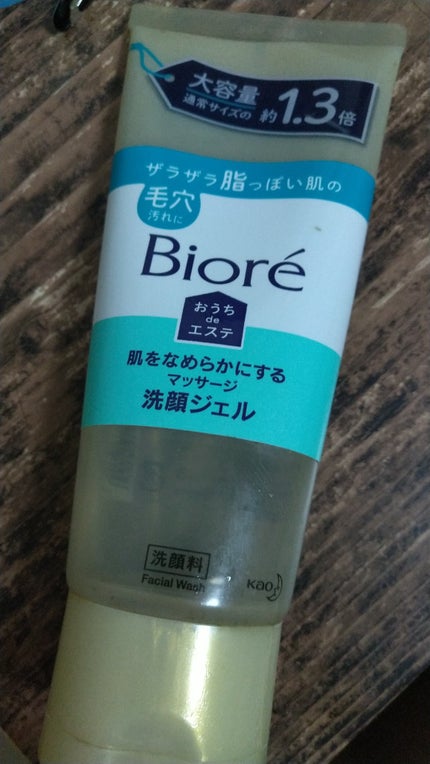 大容量
通常サイズの 約1.3倍
ザラザラ脂っぽい肌の
毛穴
汚れに
Bioré
おうち
de
エステ
肌をなめらかにする
マッサージ
洗顔ジェル
洗顔料
Facial Wash
Kao